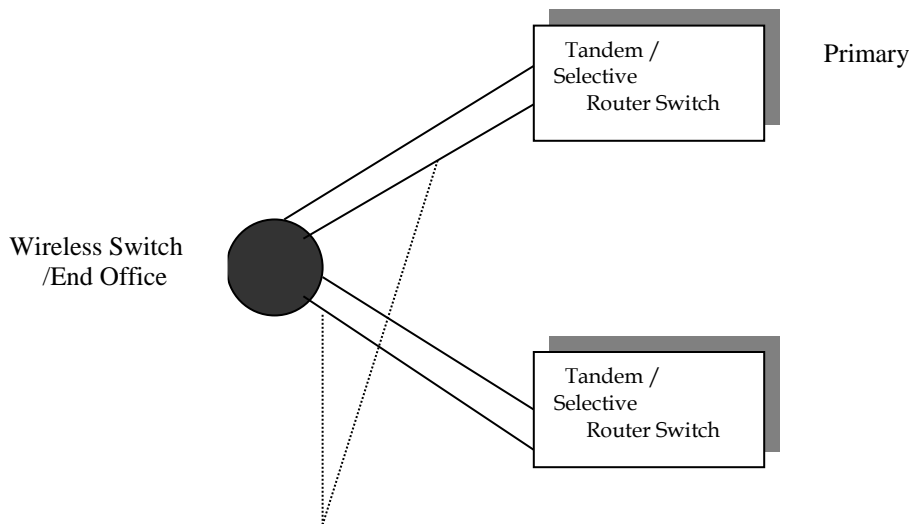 Tandem /
Selective
Router Switch
Primary
Wireless Switch
/End Office
Tandem /
Selective
Router Switch